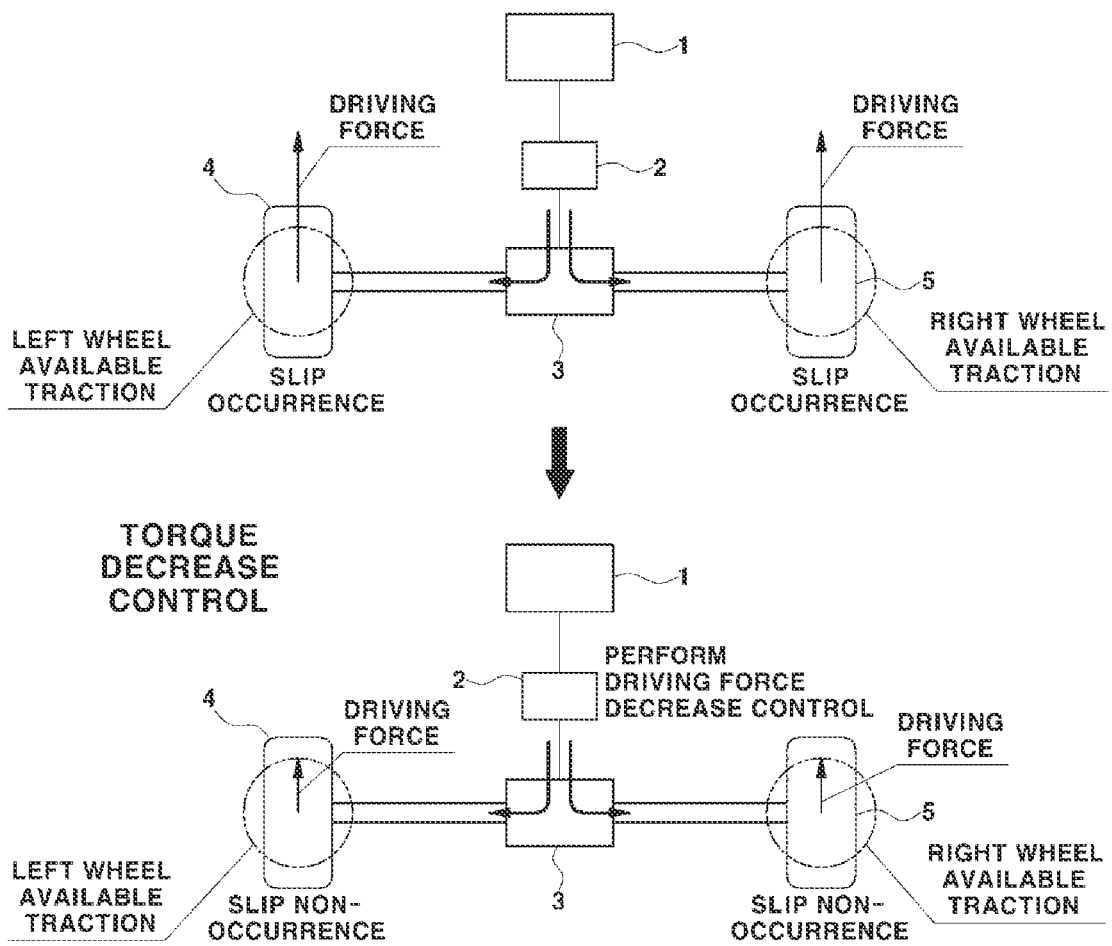 1
DRIVING
FORCE
DRIVING
FORCE
2
4
5
LEFT WHEEL
AVAILABLE
TRACTION
RIGHT WHEEL
AVAILABLE
TRACTION
3
SLIP
OCCURRENCE
SLIP
OCCURRENCE
TORQUE
DECREASE
CONTROL
1
PERFORM
DRIVING FORCE
DECREASE CONTROL
2
4
DRIVING
FORCE
DRIVING
FORCE
5
LEFT WHEEL
AVAILABLE
TRACTION
RIGHT WHEEL
AVAILABLE
TRACTION
3
SLIP NON-
OCCURRENCE
SLIP NON-
OCCURRENCE